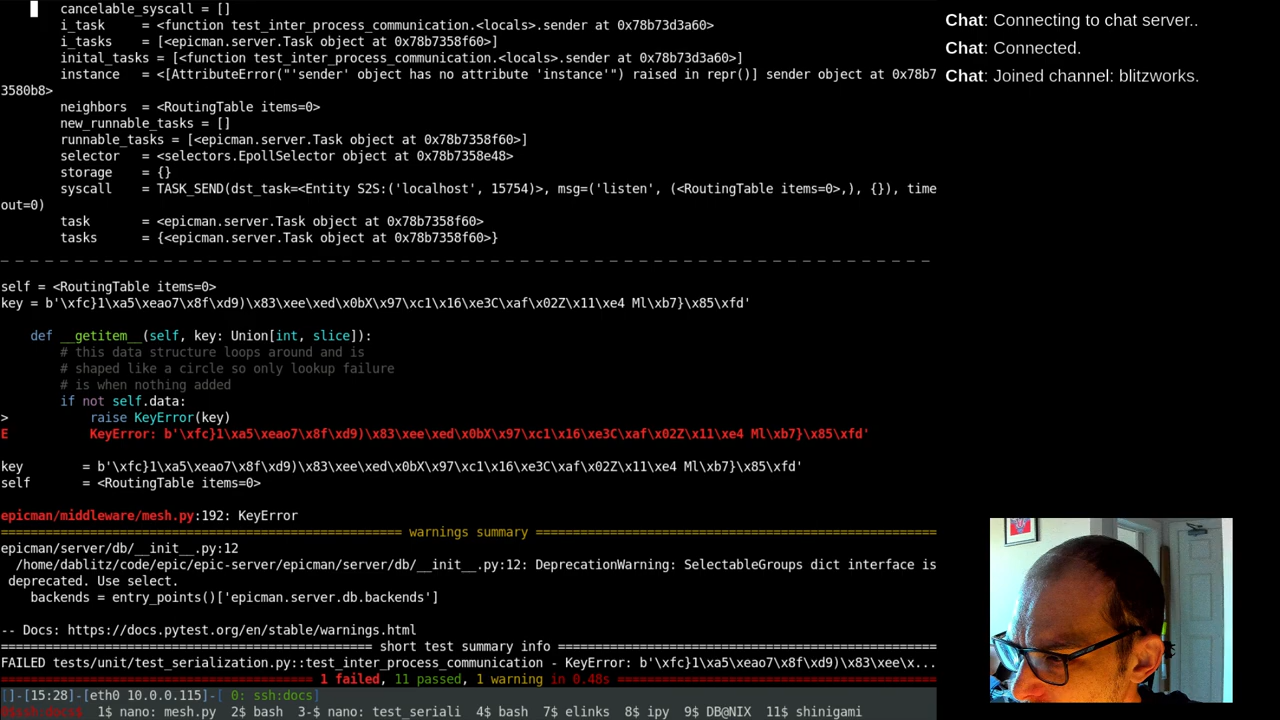 cancelable_syscall = []
i_task     = <function test_inter_process_communication.<locals>.sender at 0x78b73d3a60>
i_tasks    = [<epicman.server.Task object at 0x78b7358f60>]
inital_tasks = [<function test_inter_process_communication.<locals>.sender at 0x78b73d3a60>]
instance   = <[AttributeError("'sender' object has no attribute 'instance'") raised in repr()] sender object at 0x78b7
3580b8>
neighbors  = <RoutingTable items=0>
new_runnable_tasks = []
runnable_tasks = [<epicman.server.Task object at 0x78b7358f60>]
selector   = <selectors.EpollSelector object at 0x78b7358e48>
storage    = {}
syscall    = TASK_SEND(dst_task=<Entity S2S:('localhost', 15754)>, msg=('listen', (<RoutingTable items=0>,), {}), time
out=0)
task       = <epicman.server.Task object at 0x78b7358f60>
tasks      = {<epicman.server.Task object at 0x78b7358f60>}
_ _ _ _ _ _ _ _ _ _ _ _ _ _ _ _ _ _ _ _ _ _ _ _ _ _ _ _ _ _ _ _ _ _ _ _ _ _ _ _ _ _ _ _ _ _ _ _ _ _ _ _ _ _ _ _ _
self = <RoutingTable items=0>
key = b'\xfc}1\xa5\xeao7\x8f\xd9)\x83\xee\xed\x0bX\x97\xc1\x16\xe3C\xaf\x02Z\x11\xe4 Ml\xb7}\x85\xfd'
def __getitem__(self, key: Union[int, slice]):
# this data structure loops around and is
# shaped like a circle so only lookup failure
# is when nothing added
if not self.data:
>           raise KeyError(key)
E           KeyError: b'\xfc}1\xa5\xeao7\x8f\xd9)\x83\xee\xed\x0bX\x97\xc1\x16\xe3C\xaf\x02Z\x11\xe4 Ml\xb7}\x85\xfd'
key        = b'\xfc}1\xa5\xeao7\x8f\xd9)\x83\xee\xed\x0bX\x97\xc1\x16\xe3C\xaf\x02Z\x11\xe4 Ml\xb7}\x85\xfd'
self       = <RoutingTable items=0>
epicman/middleware/mesh.py:192: KeyError
================================================ warnings summary ================================================
epicman/server/db/__init__.py:12
/home/dablitz/code/epic/epic-server/epicman/server/db/__init__.py:12: DeprecationWarning: SelectableGroups dict interface is
deprecated. Use select.
backends = entry_points()['epicman.server.db.backends']
-- Docs: https://docs.pytest.org/en/stable/warnings.html
============================================= short test summary info =============================================
FAILED tests/unit/test_serialization.py::test_inter_process_communication - KeyError: b'\xfc}1\xa5\xeao7\x8f\xd9)\x83\xee\x...
====================================== 1 failed, 11 passed, 1 warning in 0.48s ======================================
[]-[15:28]-[eth0 10.0.0.115]-[ 0: ssh:docs]
0$ssh:docs  1$ nano: mesh.py  2$ bash  3-$ nano: test_seriali  4$ bash  7$ elinks  8$ ipy  9$ DB@NIX  11$ shinigami
Chat: Connecting to chat server..
Chat: Connected.
Chat: Joined channel: blitzworks.